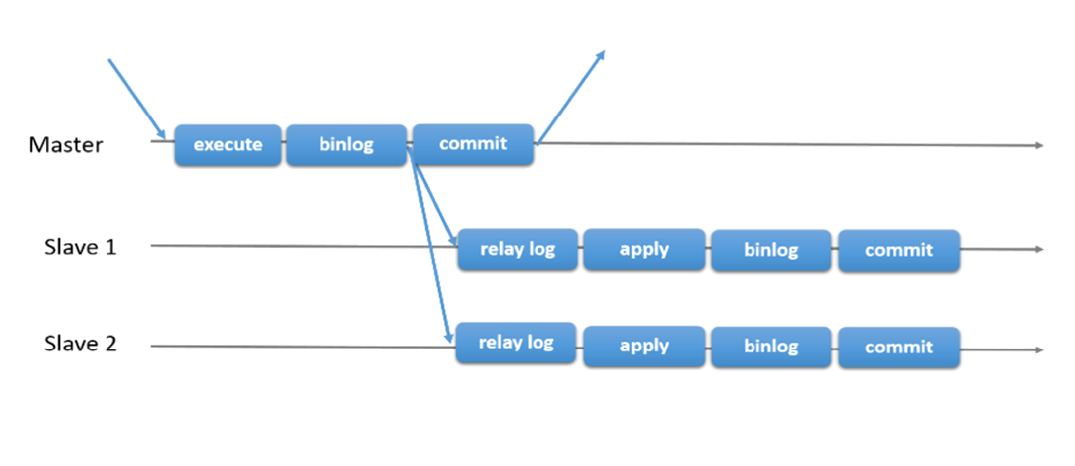 Master execute binlog commit
Slave 1 relay log apply binlog commit
Slave 2 relay log apply binlog commit